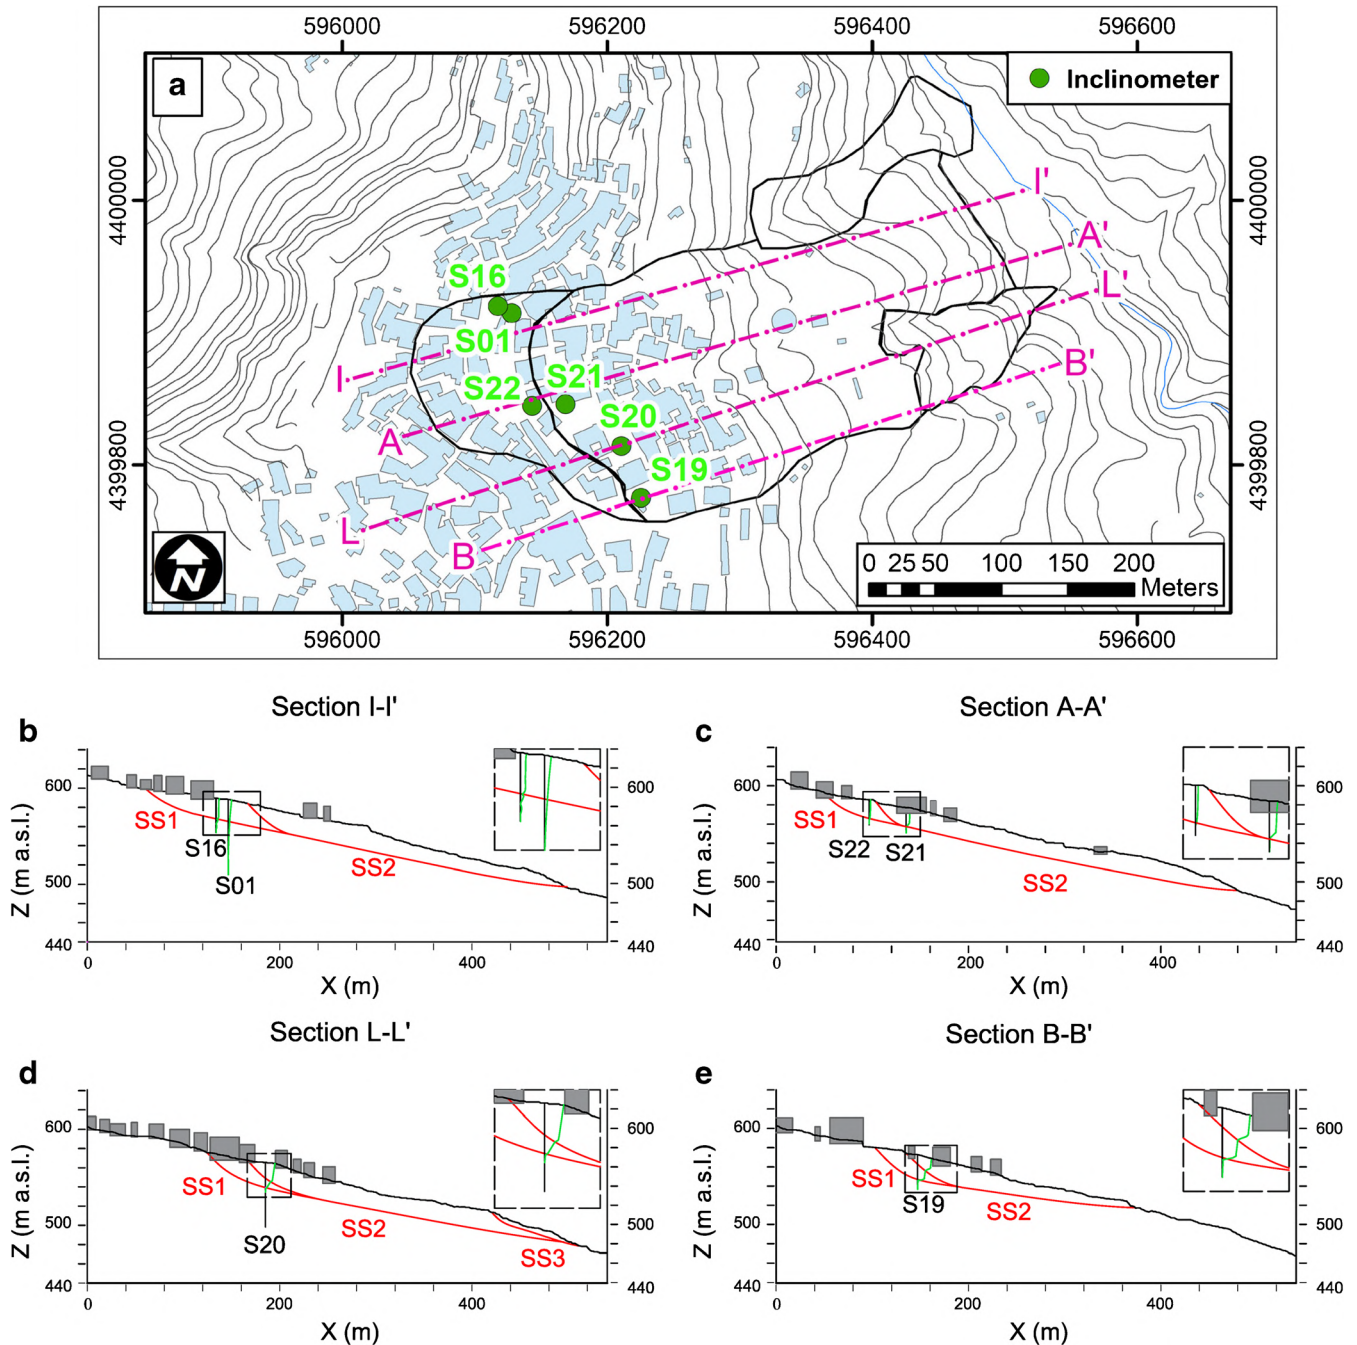 596000 596200 596400 596600
a
Inclinometer
4400000
4400000
I'
A'
S16
L'
S01
B'
S22 S21
I
S20
A
4399800
4399800
S19
L
B
N
0 25 50 100 150 200
Meters
596000 596200 596400 596600
Section I-I'
b
600
600
SS1
S16
SS2
S01
500
500
440
440
Z (m a.s.l.)
0 200 400
X (m)
Section A-A'
c
600
600
SS1
S22 S21
SS2
500
500
440
440
Z (m a.s.l.)
0 200 400
X (m)
Section L-L'
d
600
600
SS1
SS2
S20
SS3
500
500
440
440
Z (m a.s.l.)
0 200 400
X (m)
Section B-B'
e
600
600
SS1
S19
SS2
500
500
440
440
Z (m a.s.l.)
0 200 400
X (m)